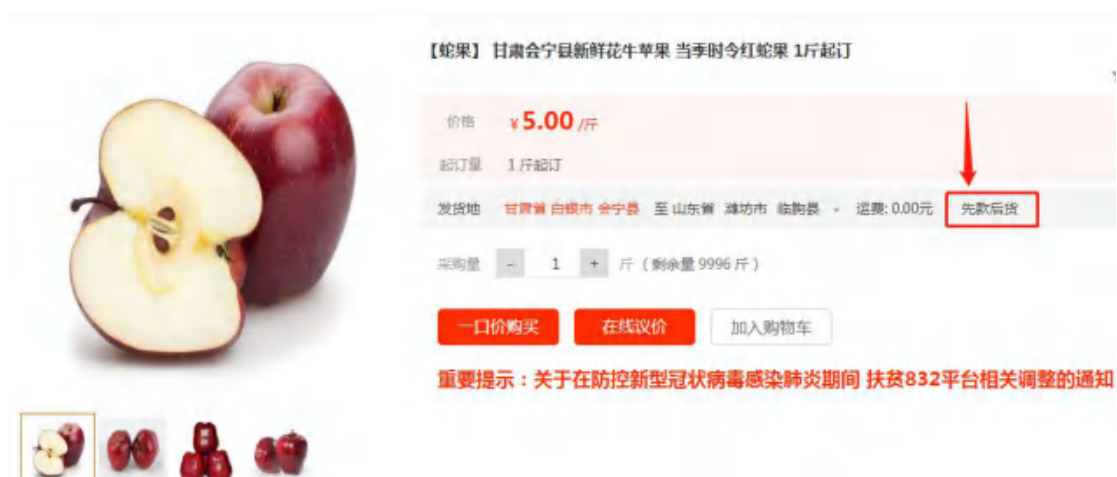 【蛇果】 甘肃会宁县新鲜花牛苹果 当季时令红蛇果 1斤起订
价格 ¥5.00 /斤
起订量 1斤起订
发货地 甘肃省 白银市 会宁县 至 山东省 潍坊市 临朐县 - 运费: 0.00元 先款后货
采购量 - 1 + 斤 ( 剩余量 9996 斤 )
一口价购买 在线议价 加入购物车
重要提示：关于在防控新型冠状病毒感染肺炎期间 扶贫832平台相关调整的通知